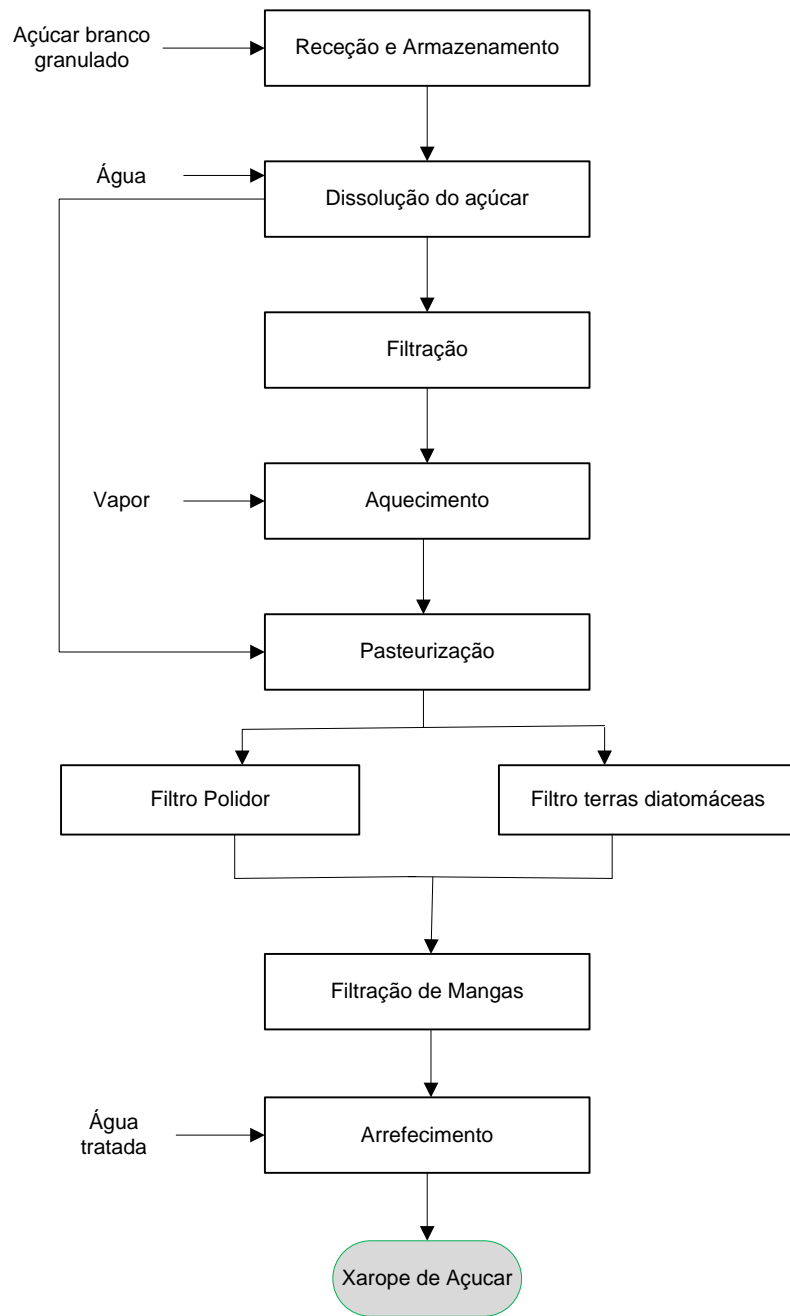 Açúcar branco
granulado
Receção e Armazenamento
Água
Dissolução do açúcar
Filtração
Vapor
Aquecimento
Pasteurização
Filtro Polidor
Filtro terras diatomáceas
Filtração de Mangas
Água
tratada
Arrefecimento
Xarope de Açucar